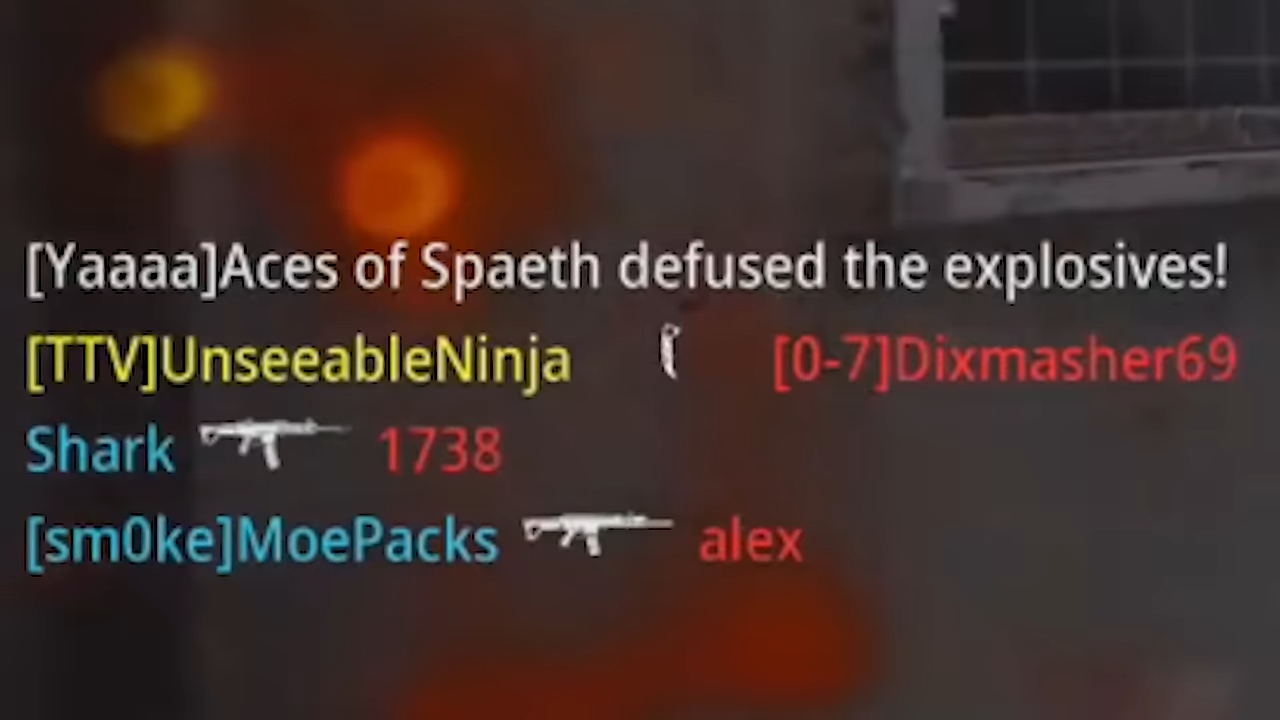 [Yaaaa]Aces of Spaeth defused the explosives!
[TTV]UnseeableNinja [0-7]Dixmasher69
Shark 1738
[sm0ke]MoePacks alex